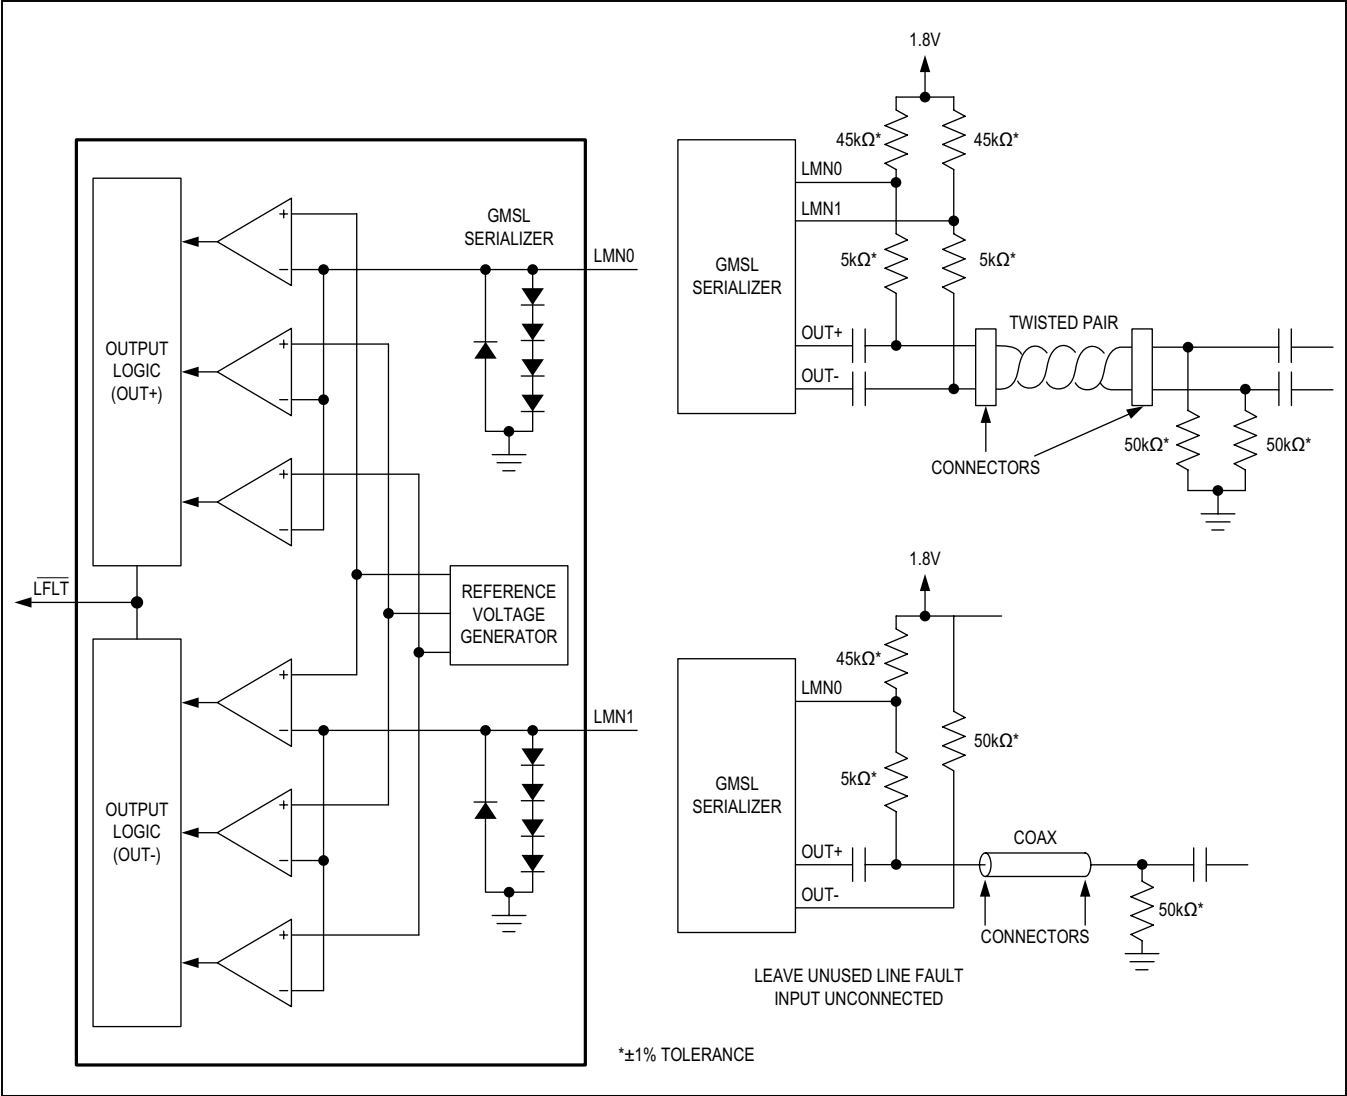 GMSL
SERIALIZER
LMN0
+
−
OUTPUT
LOGIC
(OUT+)
+
−
+
−
LFLT
REFERENCE
VOLTAGE
GENERATOR
+
−
LMN1
OUTPUT
LOGIC
(OUT-)
+
−
+
−
1.8V
45kΩ*
45kΩ*
LMN0
LMN1
5kΩ*
5kΩ*
GMSL
SERIALIZER
OUT+
OUT-
TWISTED PAIR
CONNECTORS
50kΩ*
50kΩ*
1.8V
45kΩ*
LMN0
50kΩ*
5kΩ*
GMSL
SERIALIZER
OUT+
OUT-
COAX
CONNECTORS
50kΩ*
LEAVE UNUSED LINE FAULT
INPUT UNCONNECTED
*±1% TOLERANCE